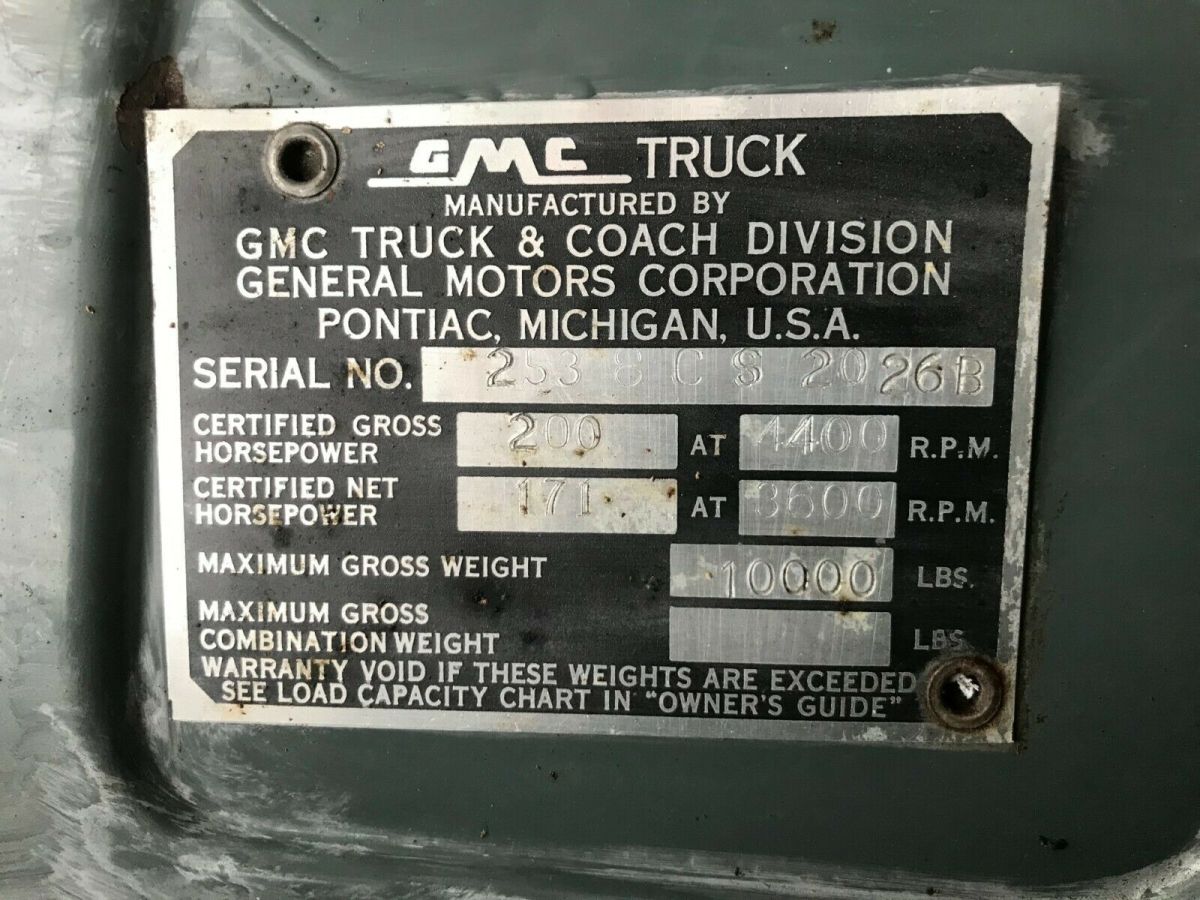 GMC TRUCK
MANUFACTURED BY
GMC TRUCK & COACH DIVISION
GENERAL MOTORS CORPORATION
PONTIAC, MICHIGAN, U.S.A.
SERIAL NO. 253 8 C S 2026B
CERTIFIED GROSS HORSEPOWER 200 AT 4400 R.P.M.
CERTIFIED NET HORSEPOWER 171 AT 3600 R.P.M.
MAXIMUM GROSS WEIGHT 10000 LBS.
MAXIMUM GROSS
COMBINATION WEIGHT LBS
WARRANTY VOID IF THESE WEIGHTS ARE EXCEEDED
SEE LOAD CAPACITY CHART IN "OWNER'S GUIDE"